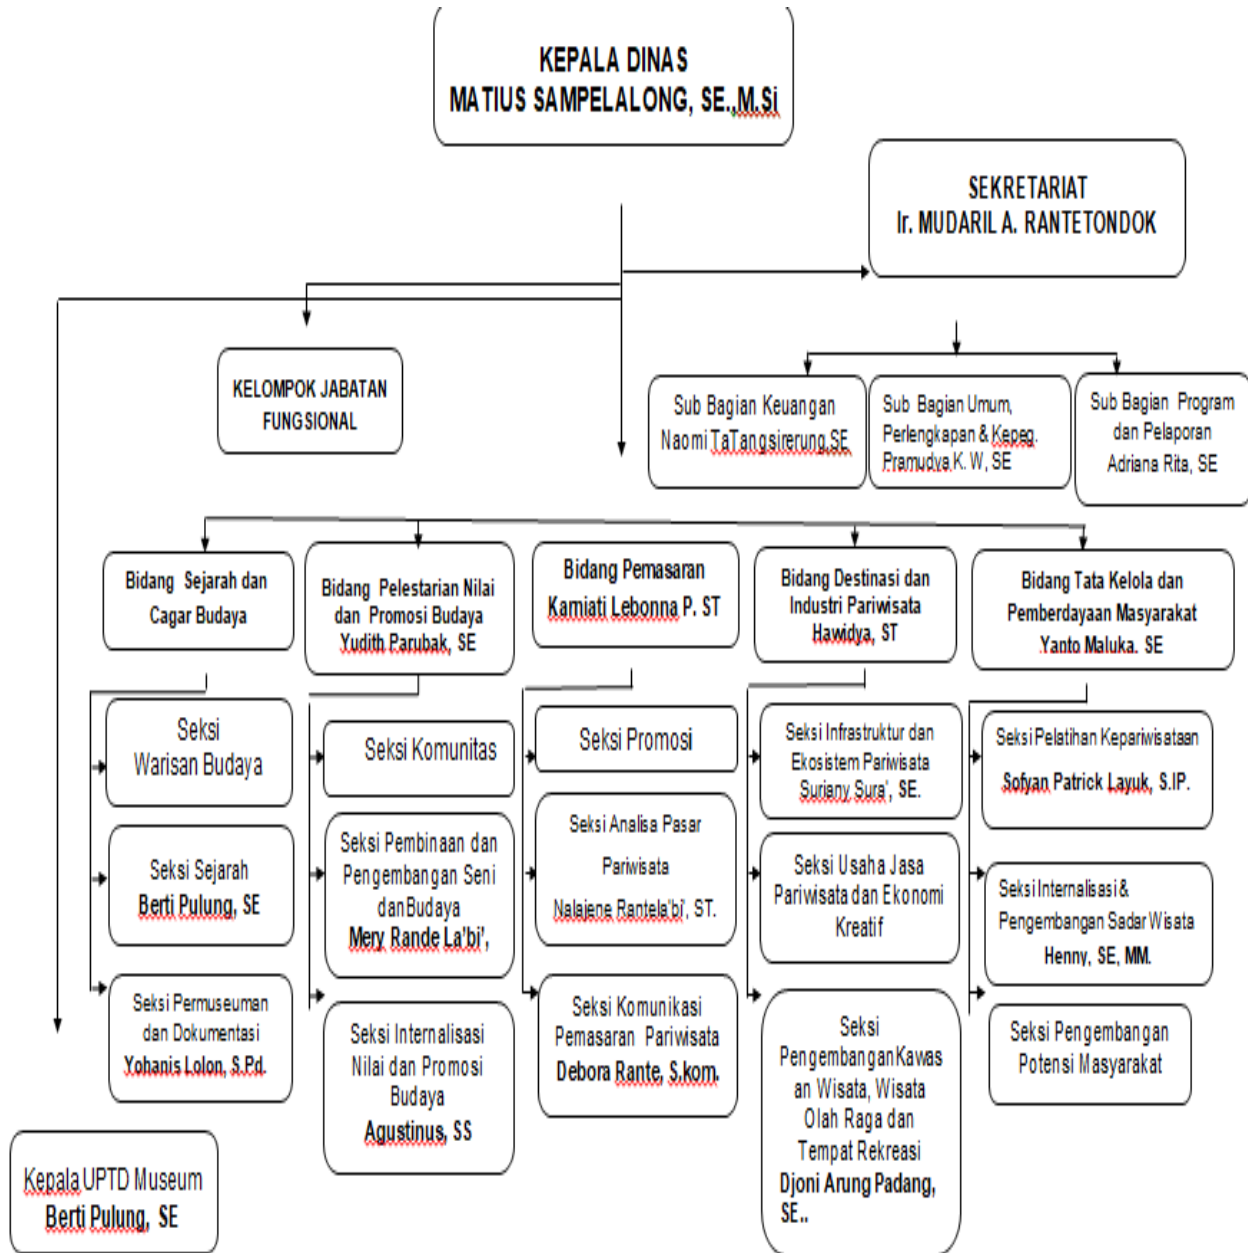 KEPALA DINAS
MATIUS SAMPELALONG, SE.,M.Si
SEKRETARIAT
Ir. MUDARIL A. RANTETONDOK
KELOMPOK JABATAN
FUNGSIONAL
Sub Bagian Keuangan
Naomi TaTangsirerung,SE
Sub Bagian Umum,
Perlengkapan & Kepeg.
Pramudya K. W, SE
Sub Bagian Program
dan Pelaporan
Adriana Rita, SE
Bidang Sejarah dan
Cagar Budaya
Bidang Pelestarian Nilai
dan Promosi Budaya
Yudith Parubak, SE
Bidang Pemasaran
Karniati Lebonna P. ST
Bidang Destinasi dan
Industri Pariwisata
Hawidya, ST
Bidang Tata Kelola dan
Pemberdayaan Masyarakat
Yanto Maluka. SE
Seksi
Warisan Budaya
Seksi Sejarah
Berti Pulung, SE
Seksi Permuseuman
dan Dokumentasi
Yohanis Lolon, S.Pd.
Seksi Komunitas
Seksi Pembinaan dan
Pengembangan Seni
danBudaya
Mery Rande La'bi',
Seksi Internalisasi
Nilai dan Promosi
Budaya
Agustinus, SS
Seksi Promosi
Seksi Analisa Pasar
Pariwisata
Nalajene Rantela'bi', ST.
Seksi Komunikasi
Pemasaran Pariwisata
Debora Rante, S.kom.
Seksi Infrastruktur dan
Ekosistem Pariwisata
Suriany Sura', SE.
Seksi Usaha Jasa
Pariwisata dan Ekonomi
Kreatif
Seksi
PengembanganKawas
an Wisata, Wisata
Olah Raga dan
Tempat Rekreasi
Djoni Arung Padang,
SE..
Seksi Pelatihan Kepariwisataan
Sofyan Patrick Layuk, S.IP.
Seksi Internalisasi &
Pengembangan Sadar Wisata
Henny, SE, MM.
Seksi Pengembangan
Potensi Masyarakat
Kepala UPTD Museum
Berti Pulung, SE